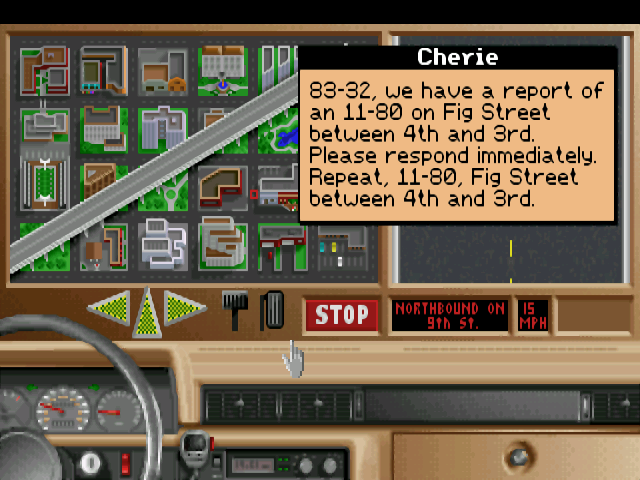 Cherie
83-32, we have a report of
an 11-80 on Fig Street
between 4th and 3rd.
Please respond immediately.
Repeat, 11-80, Fig Street
between 4th and 3rd.
STOP
NORTHBOUND ON
9th St.
15
MPH